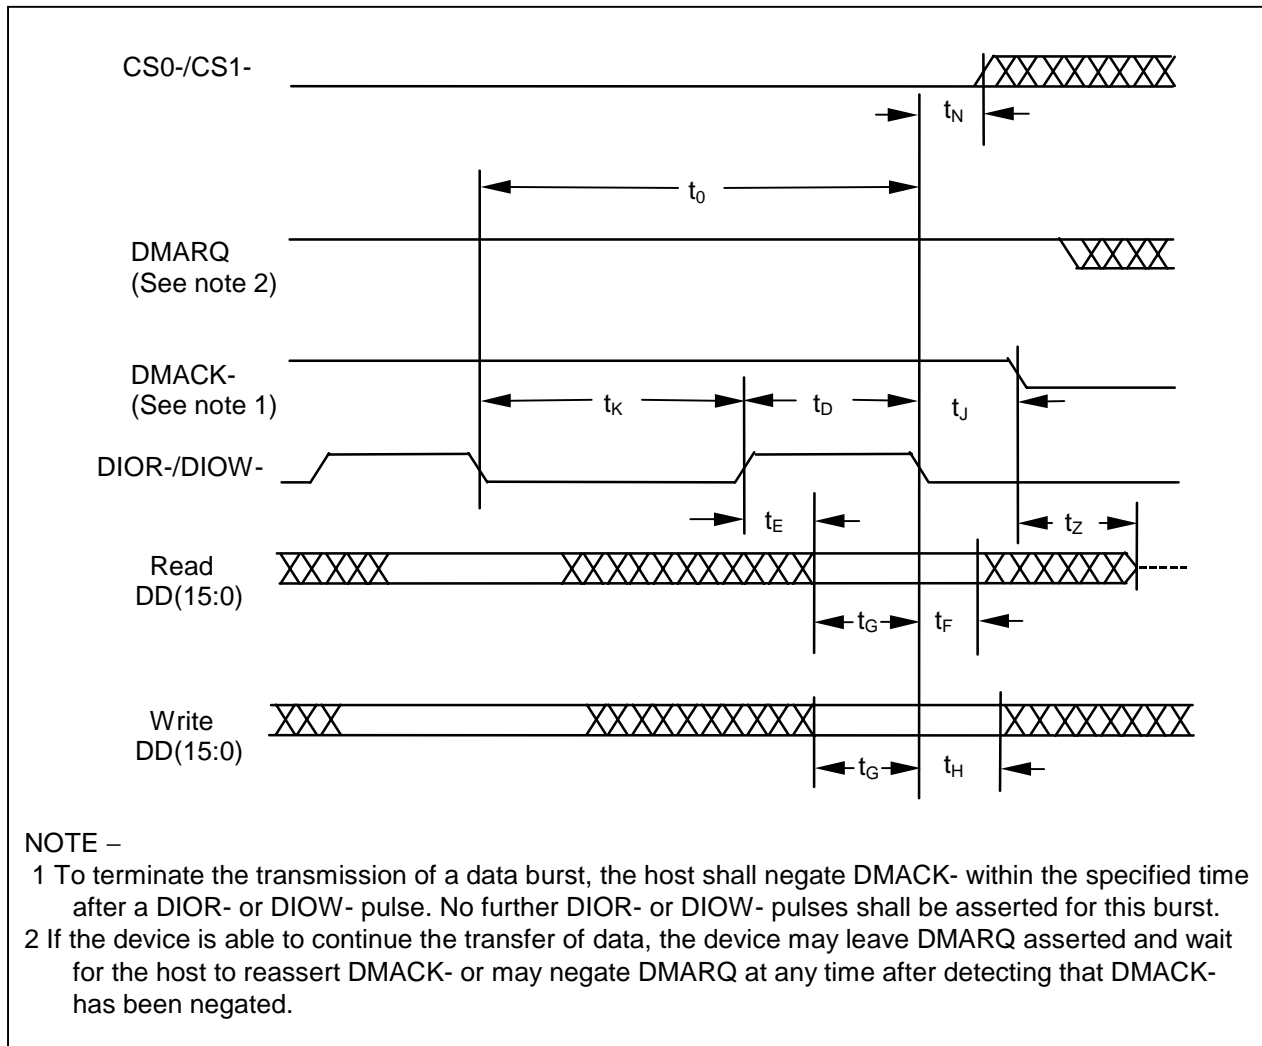 CS0-/CS1-
tN
t0
DMARQ
(See note 2)
DMACK-
(See note 1)
tK
tD
tJ
DIOR-/DIOW-
tE
tZ
Read
DD(15:0)
tG
tF
Write
DD(15:0)
tG
tH
NOTE –
1 To terminate the transmission of a data burst, the host shall negate DMACK- within the specified time
after a DIOR- or DIOW- pulse. No further DIOR- or DIOW- pulses shall be asserted for this burst.
2 If the device is able to continue the transfer of data, the device may leave DMARQ asserted and wait
for the host to reassert DMACK- or may negate DMARQ at any time after detecting that DMACK-
has been negated.